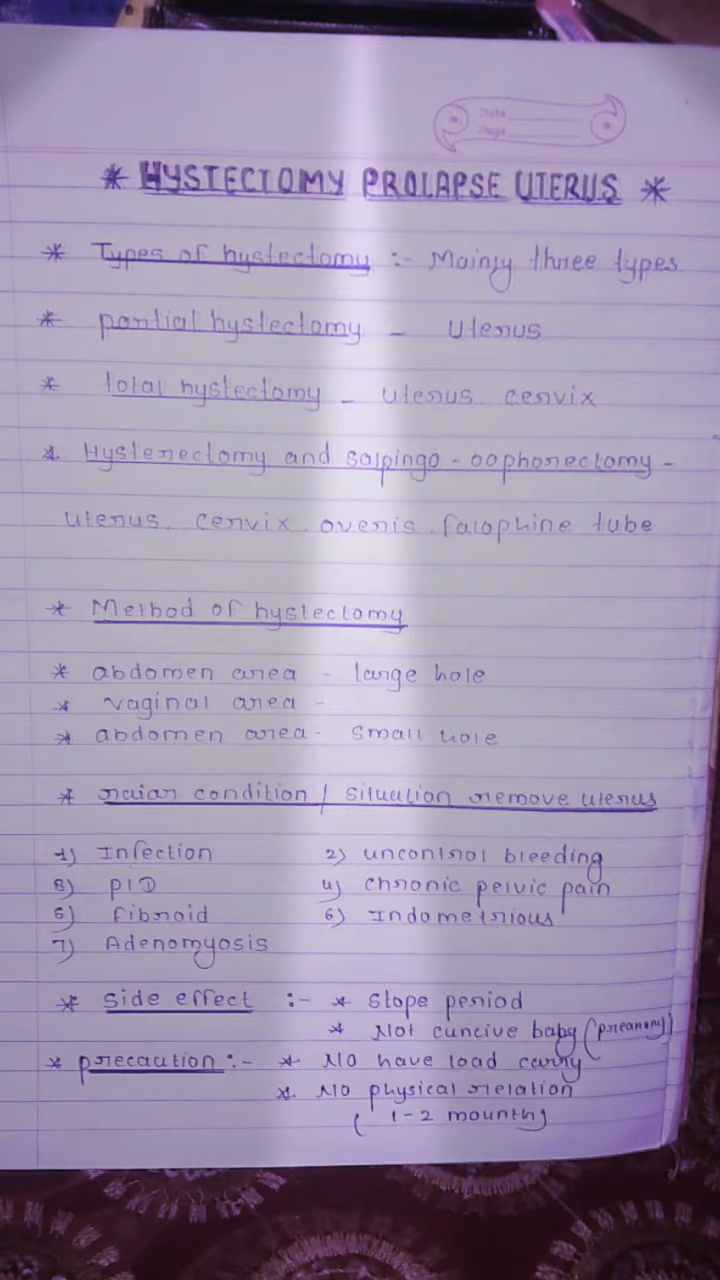 Date
Page
* HYSTECTOMY PROLAPSE UTERUS *
* Types of hystectomy :- Mainly three types
* partial hystectomy - Uterus
* total hystectomy - uterus cervix
* Hysterectomy and salpingo - oophorectomy -
uterus, cervix, overis, falophine tube
* Method of hystectomy
* abdomen area - large hole
* vaginal area -
* abdomen area - small hole
* condition / situation remove uterus
1) Infection 2) uncontrol bleeding
3) PID 4) chronic pelvic pain
5) fibroid 6) Indometrious
7) Adenomyosis
* Side effect :- * Stope period
* Not cuncive baby
* precaution :- * No have load carry
* No physical relation
( 1-2 mounth)